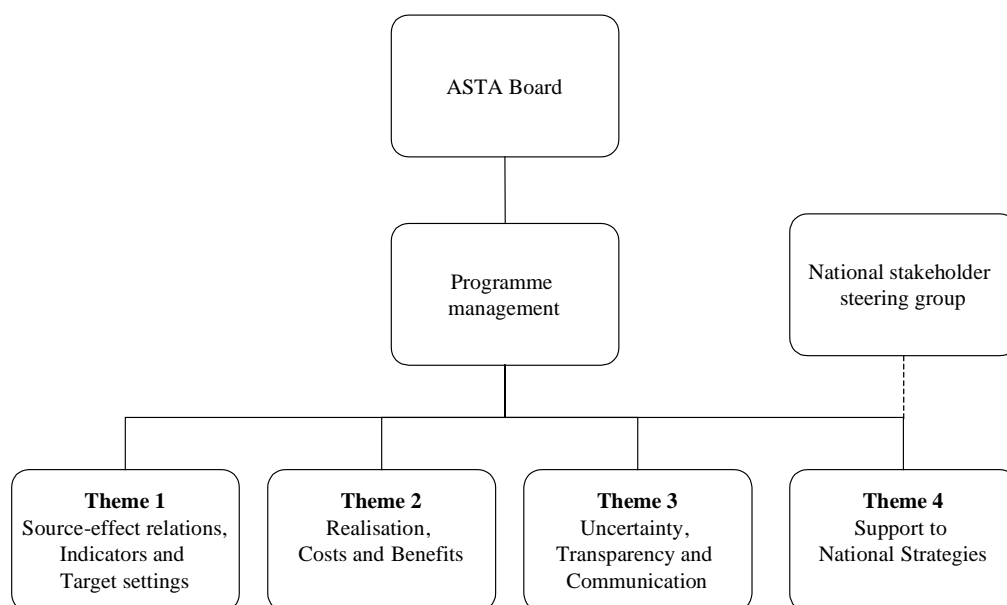 ASTA Board
Programme
management
National stakeholder
steering group
Theme 1
Source-effect relations,
Indicators and
Target settings
Theme 2
Realisation,
Costs and Benefits
Theme 3
Uncertainty,
Transparency and
Communication
Theme 4
Support to
National Strategies